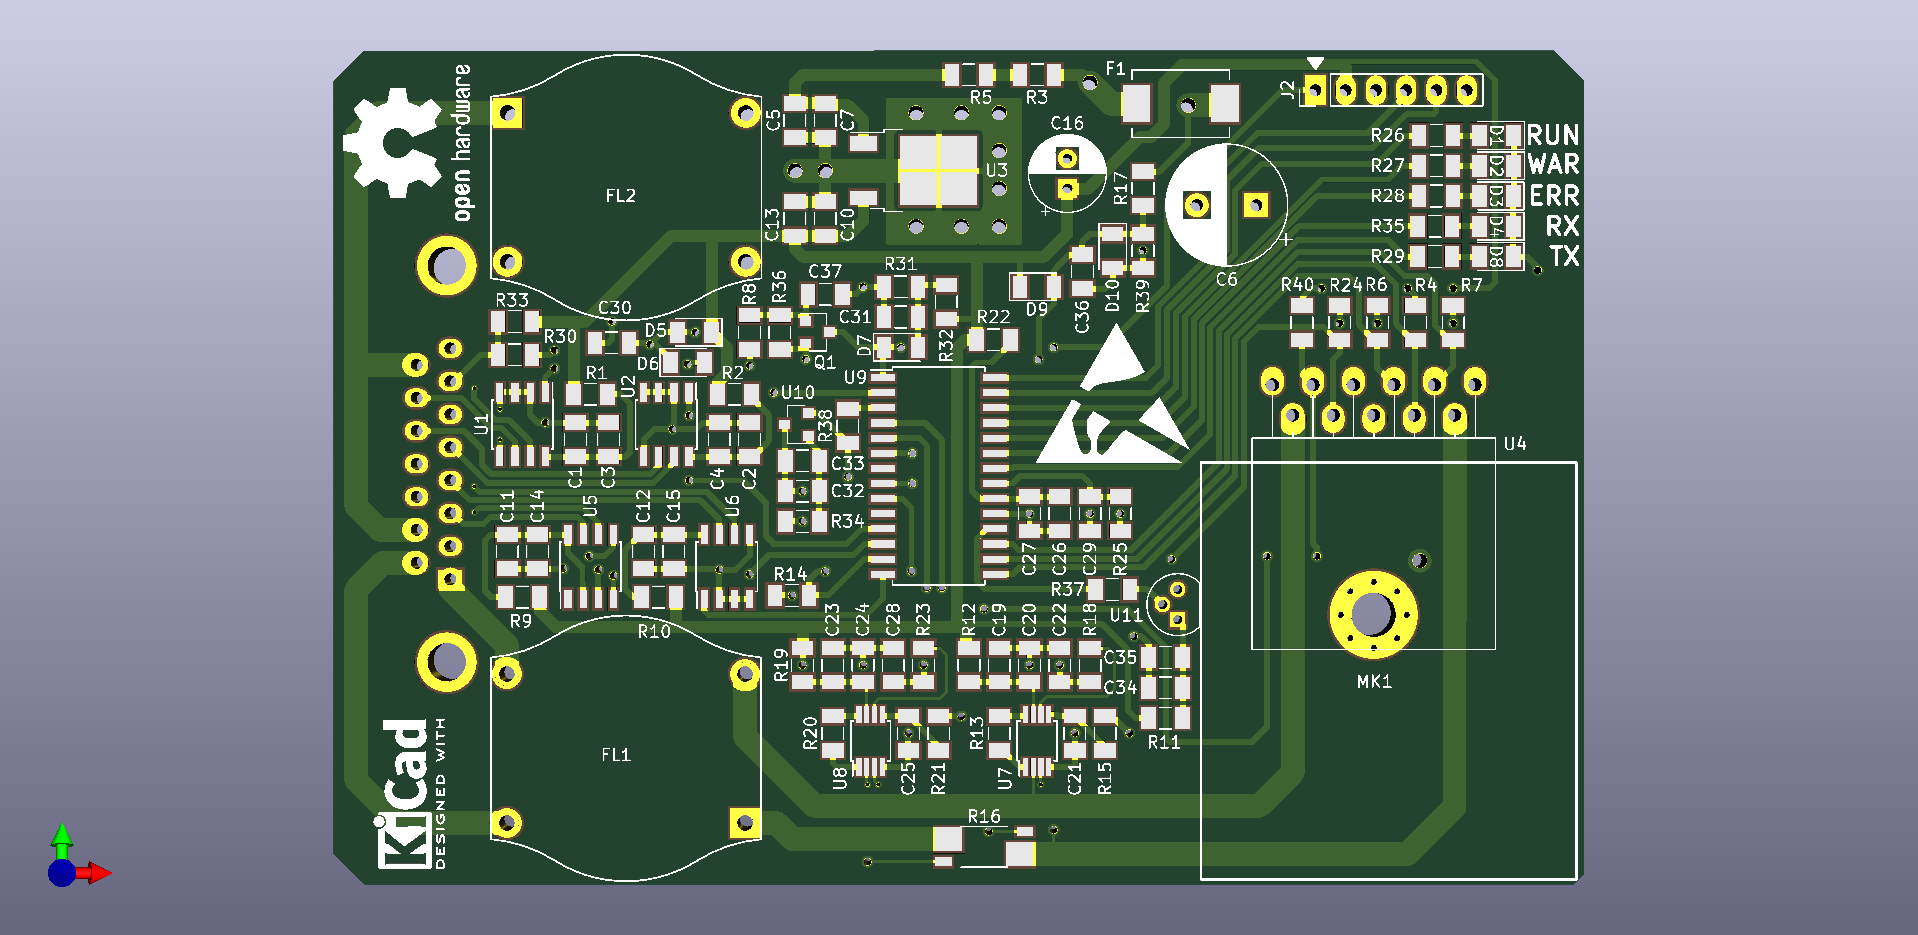 open hardware
FL2
C5
C7
C13
C10
R5
R3
F1
C16
U3
R17
C6
J2
R26
D1
RUN
R27
D2
WAR
R28
D3
ERR
R35
D4
RX
R29
D8
TX
R40
R24
R6
R4
R7
R33
R30
C30
D5
D6
R8
R36
C37
C31
Q1
R31
D7
R32
R22
D9
C36
D10
R39
U1
R1
U2
R2
U10
R38
U9
C1
C3
C4
C2
C33
C32
R34
U4
C11
C14
U5
C12
C15
U6
C27
C26
C29
R25
R9
R10
R14
R37
U11
R19
C23
C24
C28
R23
R12
C19
C20
C22
R18
C35
C34
R11
MK1
FL1
R20
U8
C25
R21
R13
U7
C21
R15
R16
KiCad
DESIGNED WITH